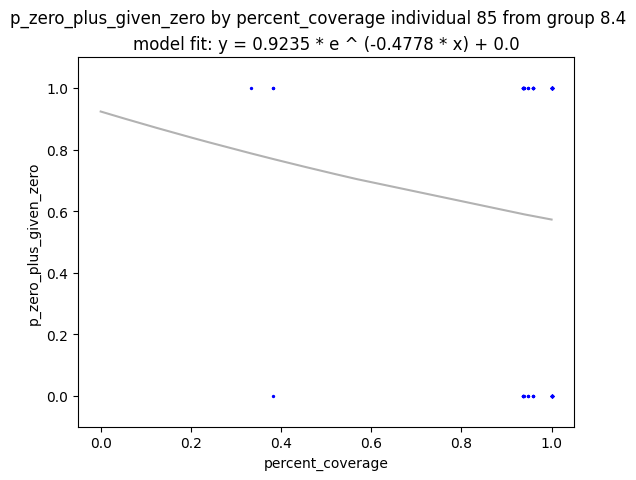 p_zero_plus_given_zero by percent_coverage individual 85 from group 8.4
model fit: y = 0.9235 * e ^ (-0.4778 * x) + 0.0
1.0
0.8
0.6
0.4
0.2
0.0
p_zero_plus_given_zero
0.0 0.2 0.4 0.6 0.8 1.0
percent_coverage